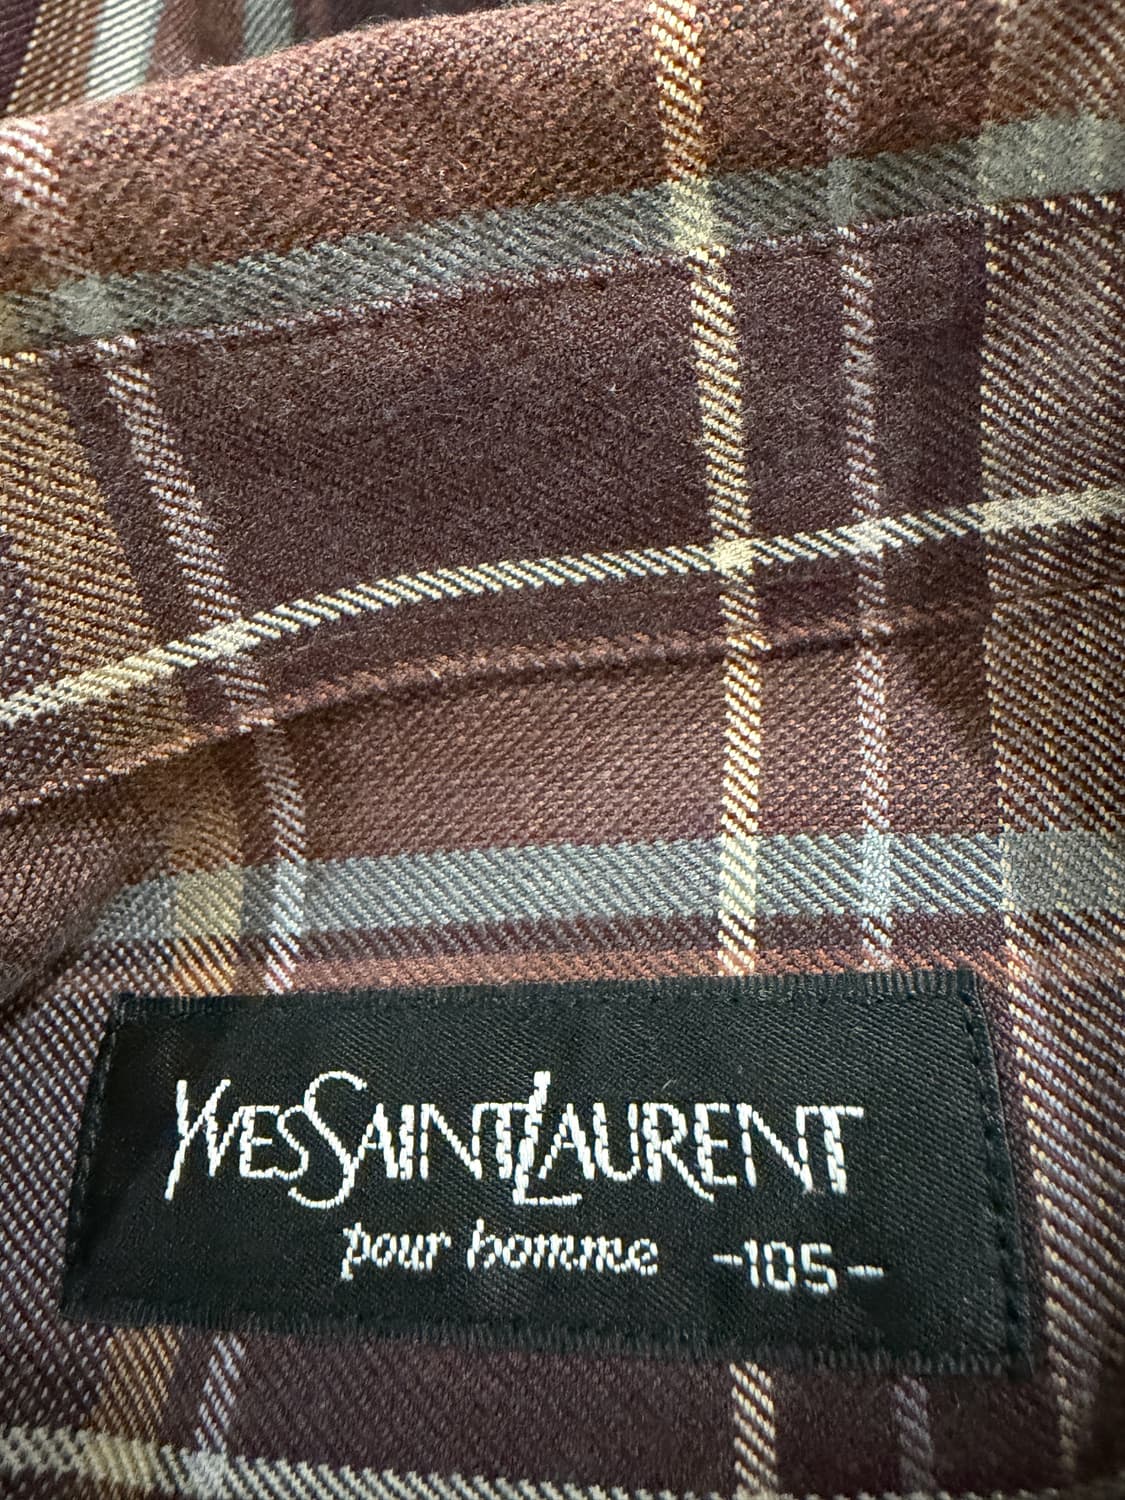 YVESSAINTLAURENT
pour homme -105-